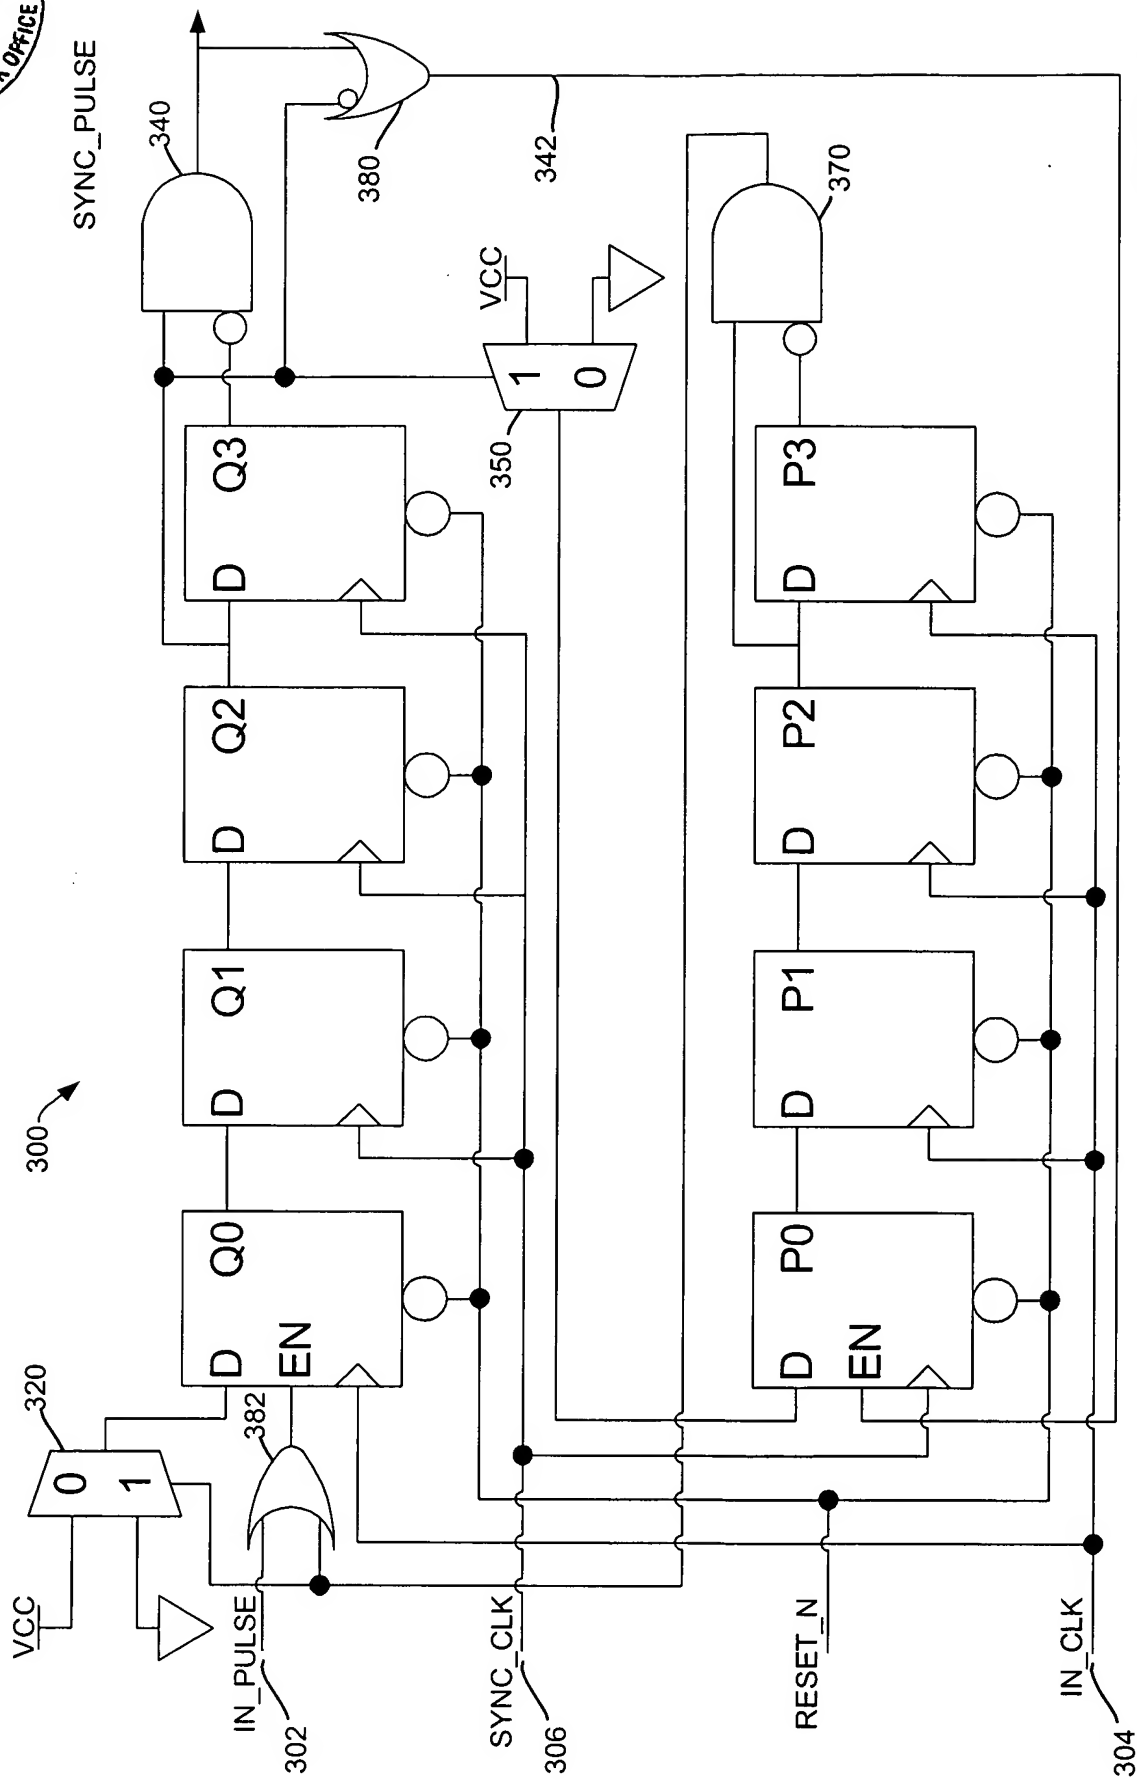 OFFICE
300
VCC
0
1
320
IN_PULSE
302
382
D
Q0
EN
D
Q1
D
Q2
D
Q3
340
SYNC_PULSE
380
342
VCC
1
0
350
SYNC_CLK
306
RESET_N
IN_CLK
304
D
P0
EN
D
P1
D
P2
D
P3
370